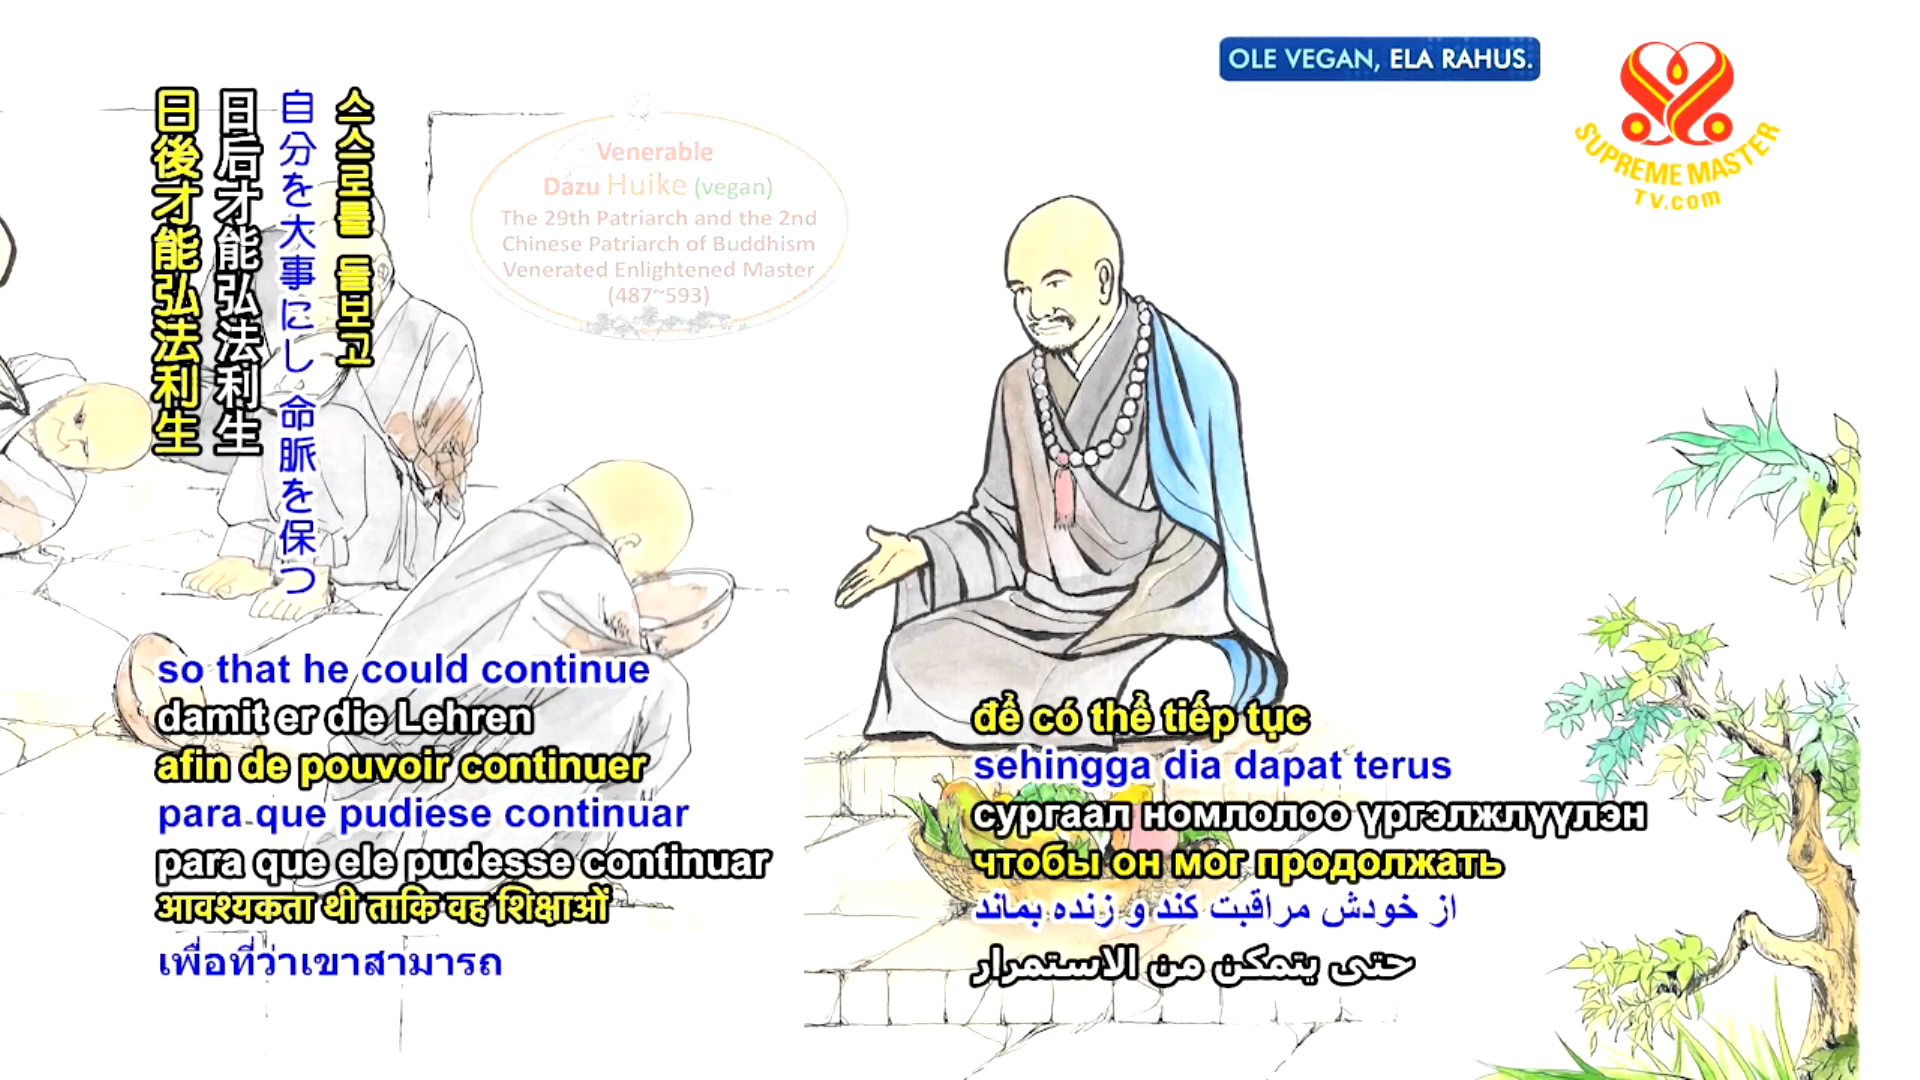 OLE VEGAN, ELA RAHUS.
SUPREME MASTER
TV.com
Venerable
Dazu Huike (vegan)
The 29th Patriarch and the 2nd
Chinese Patriarch of Buddhism
Venerated Enlightened Master
(487~593)
스스로를 돌보고
自分を大事にし 命脈を保つ
日后才能弘法利生
日後才能弘法利生
so that he could continue
damit er die Lehren
afin de pouvoir continuer
para que pudiese continuar
para que ele pudesse continuar
आवश्यकता थी ताकि वह शिक्षाओं
เพื่อที่ว่าเขาสามารถ
để có thể tiếp tục
sehingga dia dapat terus
сургаал номлолоо үргэлжлүүлэн
чтобы он мог продолжать
از خودش مراقبت کند و زنده بماند
حتى يتمكن من الاستمرار